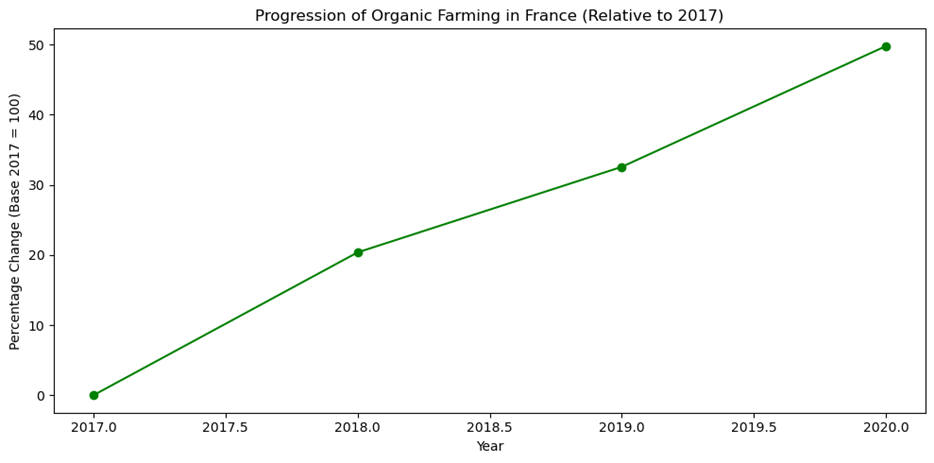 Progression of Organic Farming in France (Relative to 2017)
Percentage Change (Base 2017 = 100)
50
40
30
20
10
0
2017.0 2017.5 2018.0 2018.5 2019.0 2019.5 2020.0
Year